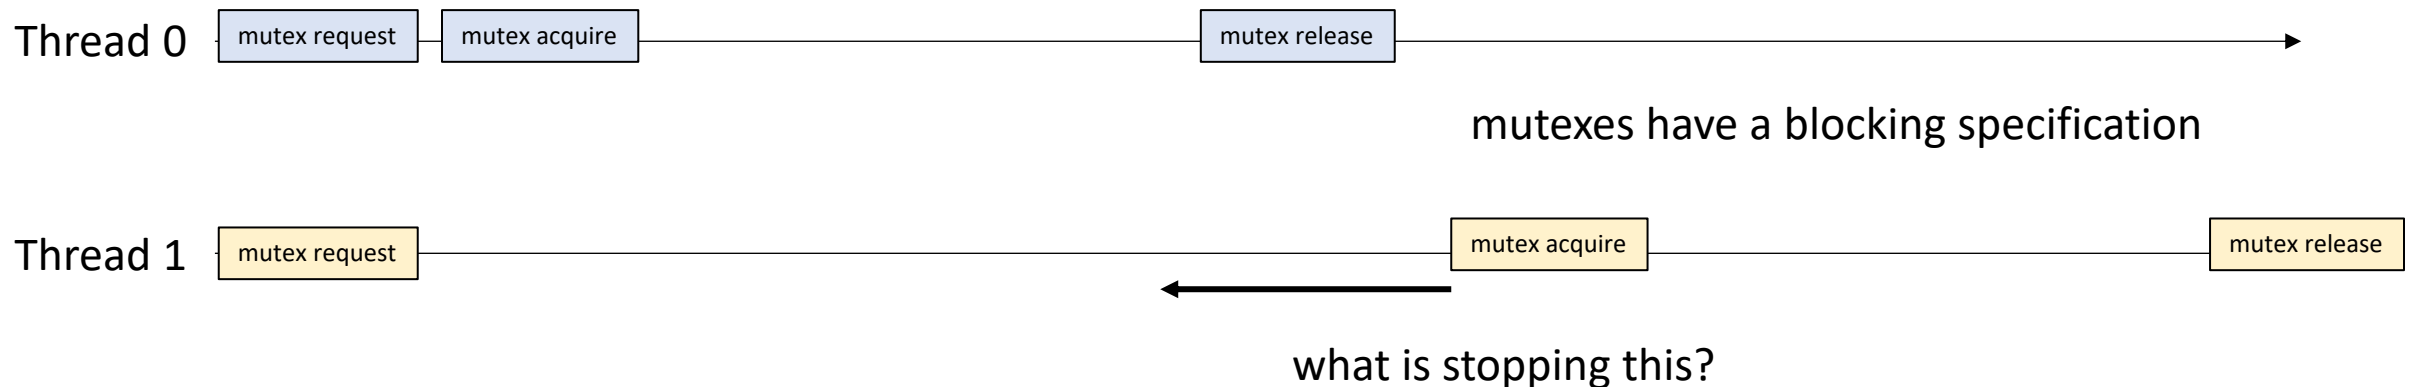 Thread 0 mutex request mutex acquire mutex release
mutexes have a blocking specification
Thread 1 mutex request mutex acquire mutex release
what is stopping this?